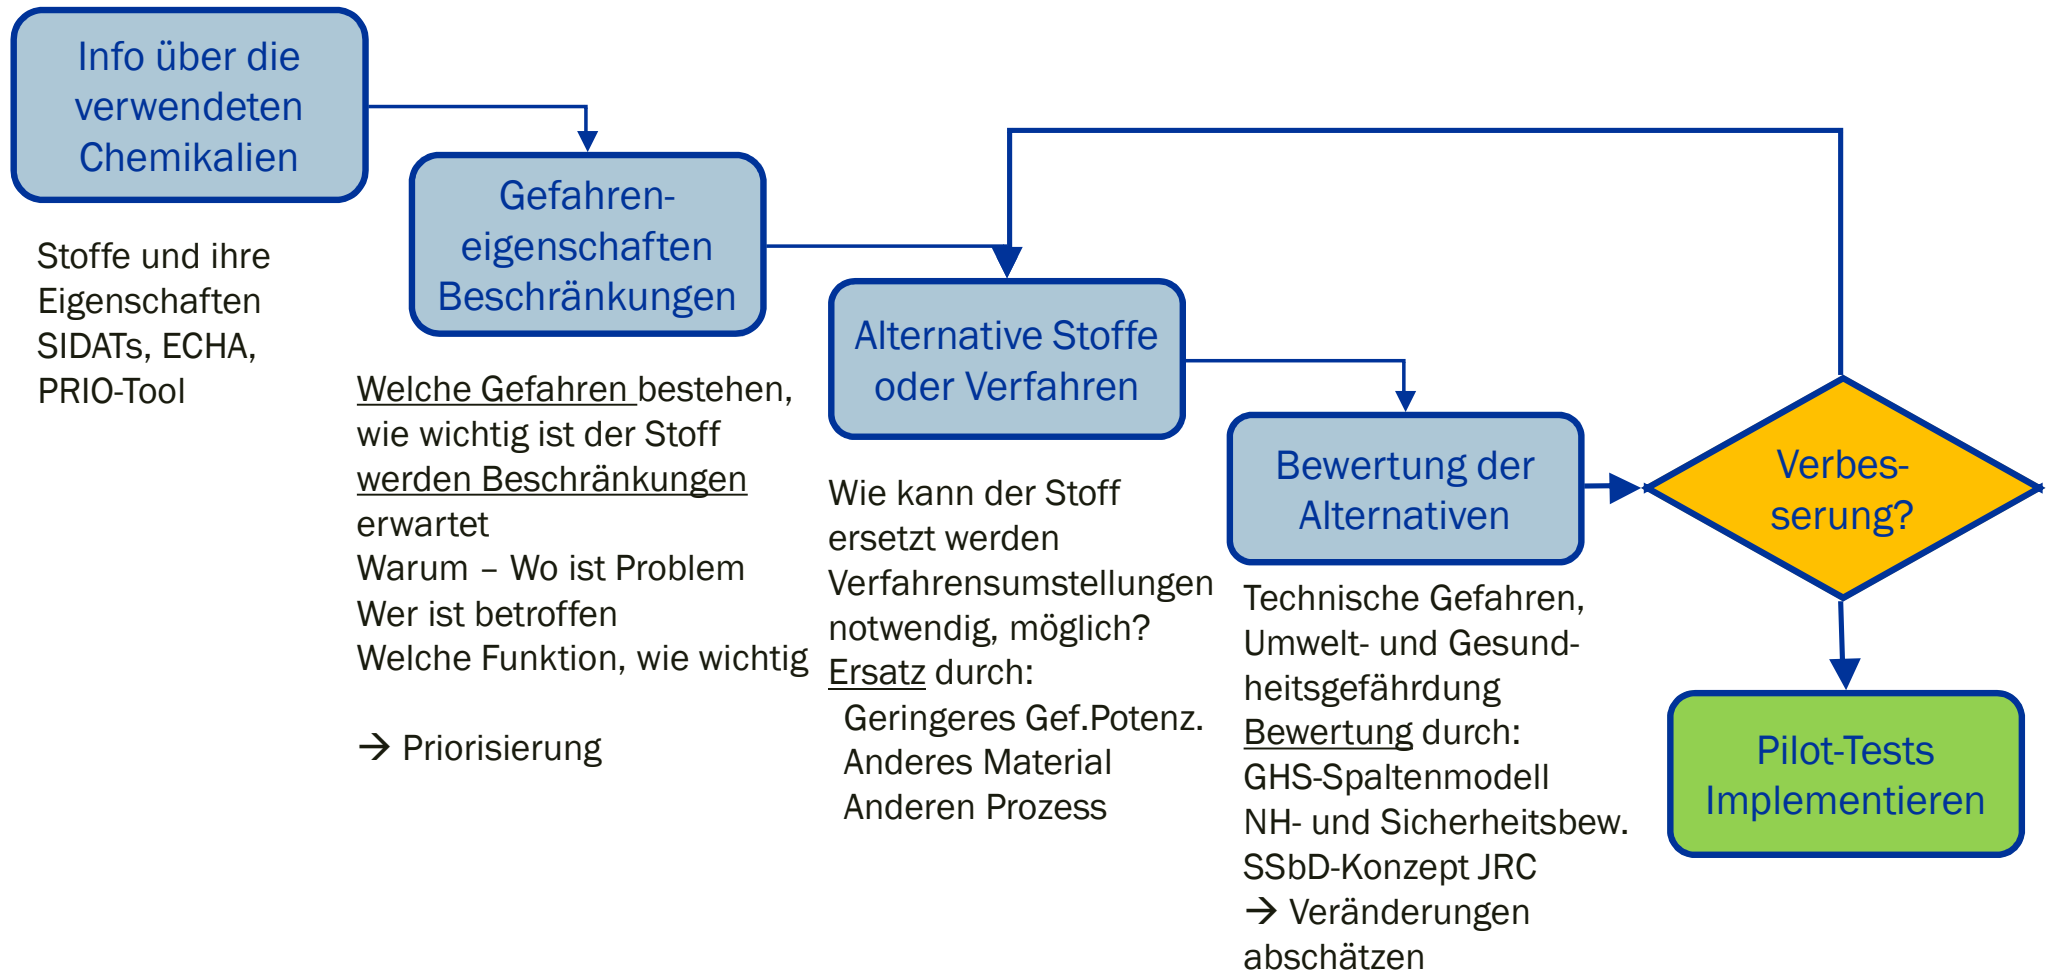 Info über die
verwendeten
Chemikalien
Stoffe und ihre
Eigenschaften
SIDATs, ECHA,
PRIO-Tool
Gefahren-
eigenschaften
Beschränkungen
Welche Gefahren bestehen,
wie wichtig ist der Stoff
werden Beschränkungen
erwartet
Warum – Wo ist Problem
Wer ist betroffen
Welche Funktion, wie wichtig
→ Priorisierung
Alternative Stoffe
oder Verfahren
Wie kann der Stoff
ersetzt werden
Verfahrensumstellungen
notwendig, möglich?
Ersatz durch:
Geringeres Gef.Potenz.
Anderes Material
Anderen Prozess
Bewertung der
Alternativen
Technische Gefahren,
Umwelt- und Gesund-
heitsgefährdung
Bewertung durch:
GHS-Spaltenmodell
NH- und Sicherheitsbew.
SSbD-Konzept JRC
→ Veränderungen
abschätzen
Verbes-
serung?
Pilot-Tests
Implementieren